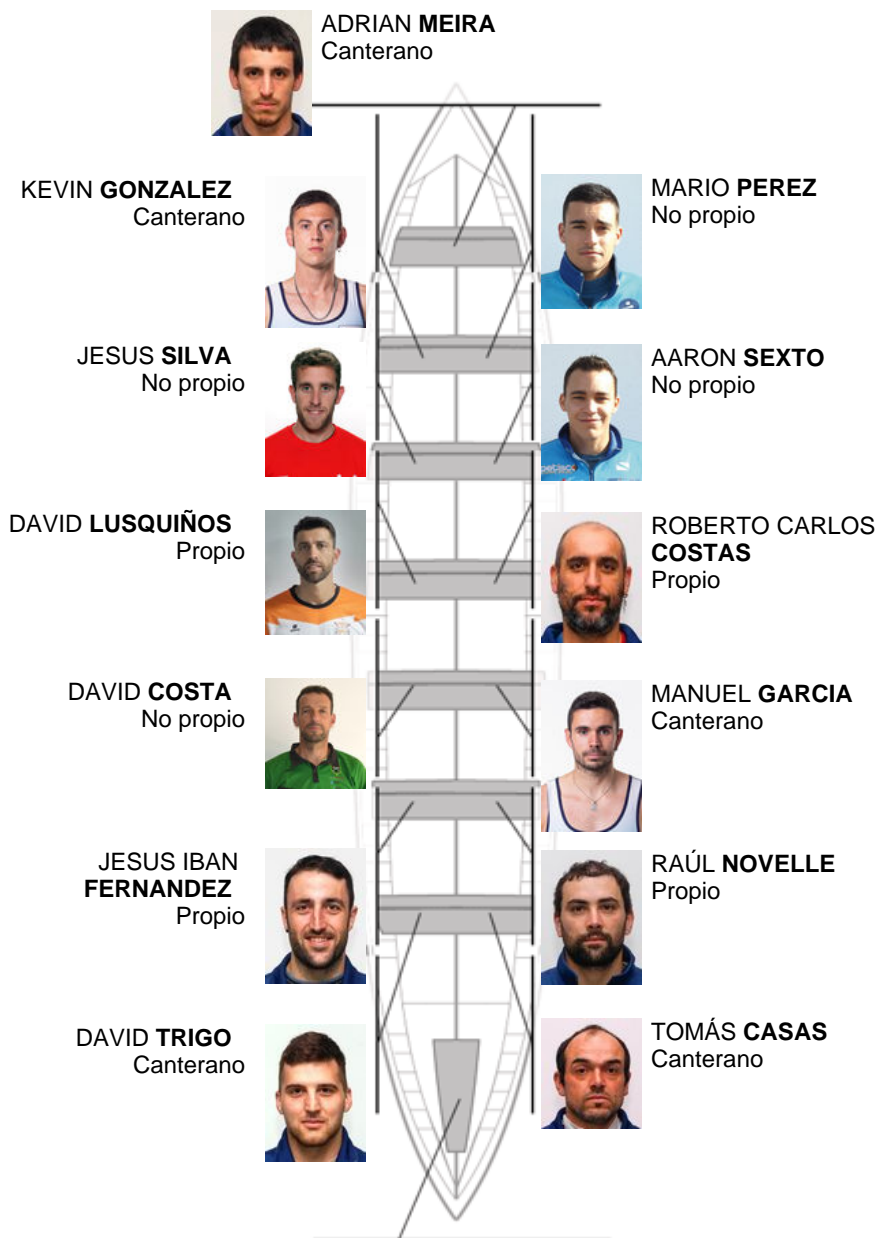 ADRIAN MEIRA
Canterano
KEVIN GONZALEZ
Canterano
MARIO PEREZ
No propio
JESUS SILVA
No propio
AARON SEXTO
No propio
DAVID LUSQUIÑOS
Propio
ROBERTO CARLOS
COSTAS
Propio
DAVID COSTA
No propio
MANUEL GARCIA
Canterano
JESUS IBAN
FERNANDEZ
Propio
RAÚL NOVELLE
Propio
DAVID TRIGO
Canterano
TOMÁS CASAS
Canterano